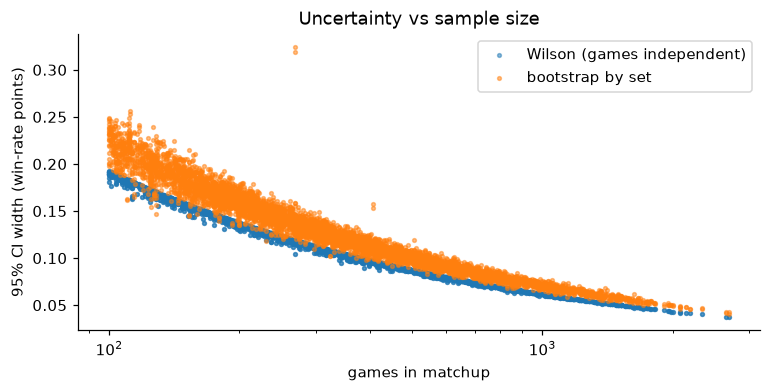 Uncertainty vs sample size
Wilson (games independent)
bootstrap by set
95% CI width (win-rate points)
0.30
0.25
0.20
0.15
0.10
0.05
10²
10³
games in matchup